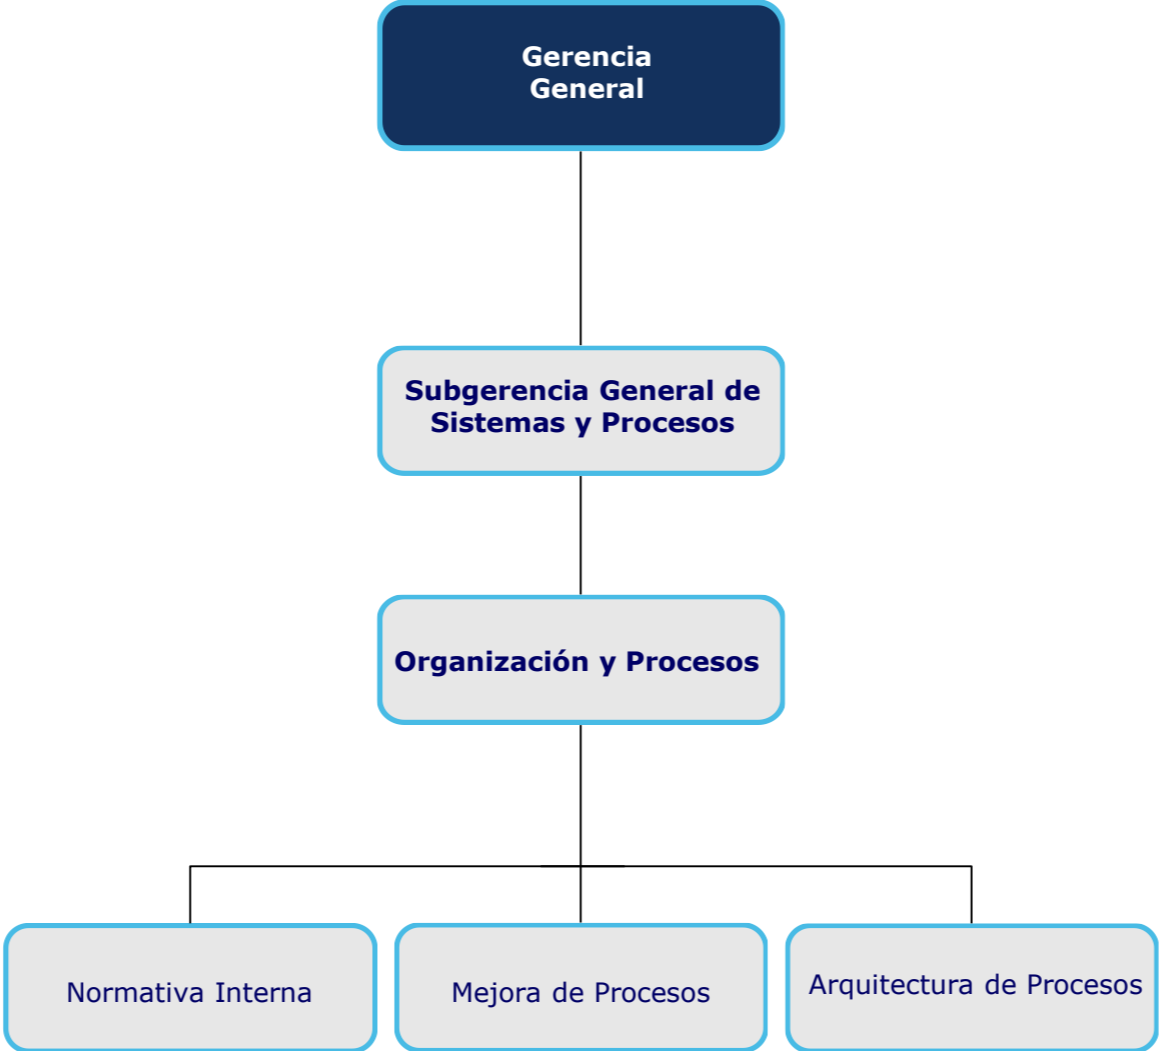 Gerencia
General
Subgerencia General de
Sistemas y Procesos
Organización y Procesos
Normativa Interna
Mejora de Procesos
Arquitectura de Procesos